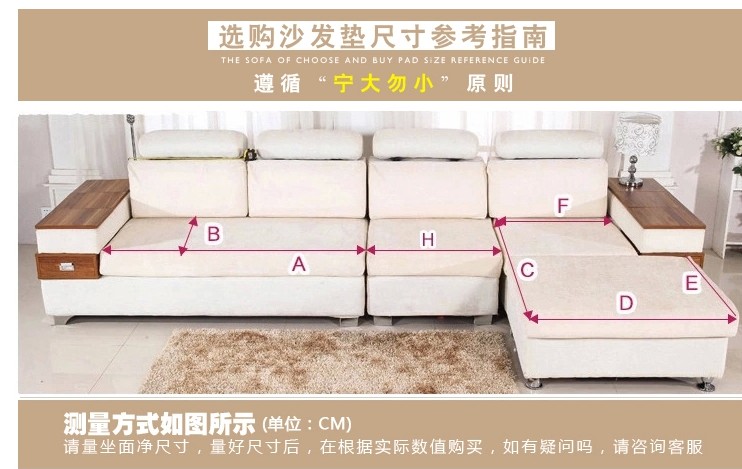 选购沙发垫尺寸参考指南
THE SOFA OF CHOOSE AND BUY PAD SiZE REFERENCE GUIDE
遵循“宁大勿小”原则
F
B
H
A
C
E
D
测量方式如图所示 (单位：CM)
请量坐面净尺寸，量好尺寸后，在根据实际数值购买，如有疑问吗，请咨询客服